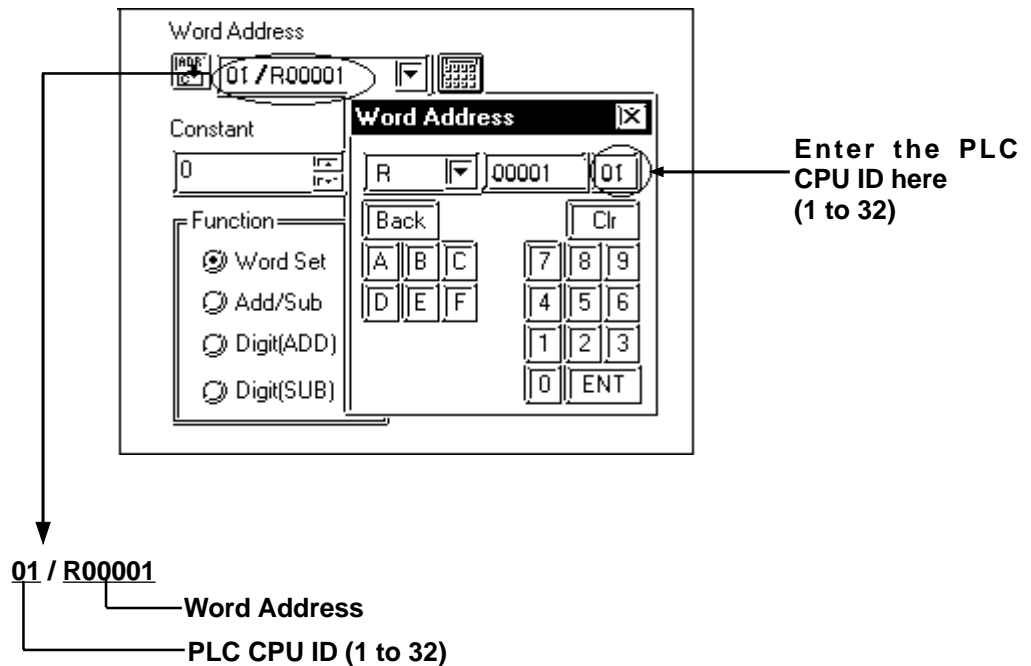 Word Address
ADR
C
01 / R00001
Word Address
Constant
0
R 00001 01
Enter the PLC
CPU ID here
(1 to 32)
Back Clr
Function
Word Set
A B C 7 8 9
Add/Sub
D E F 4 5 6
Digit(ADD)
1 2 3
Digit(SUB)
0 ENT
01 / R00001
Word Address
PLC CPU ID (1 to 32)